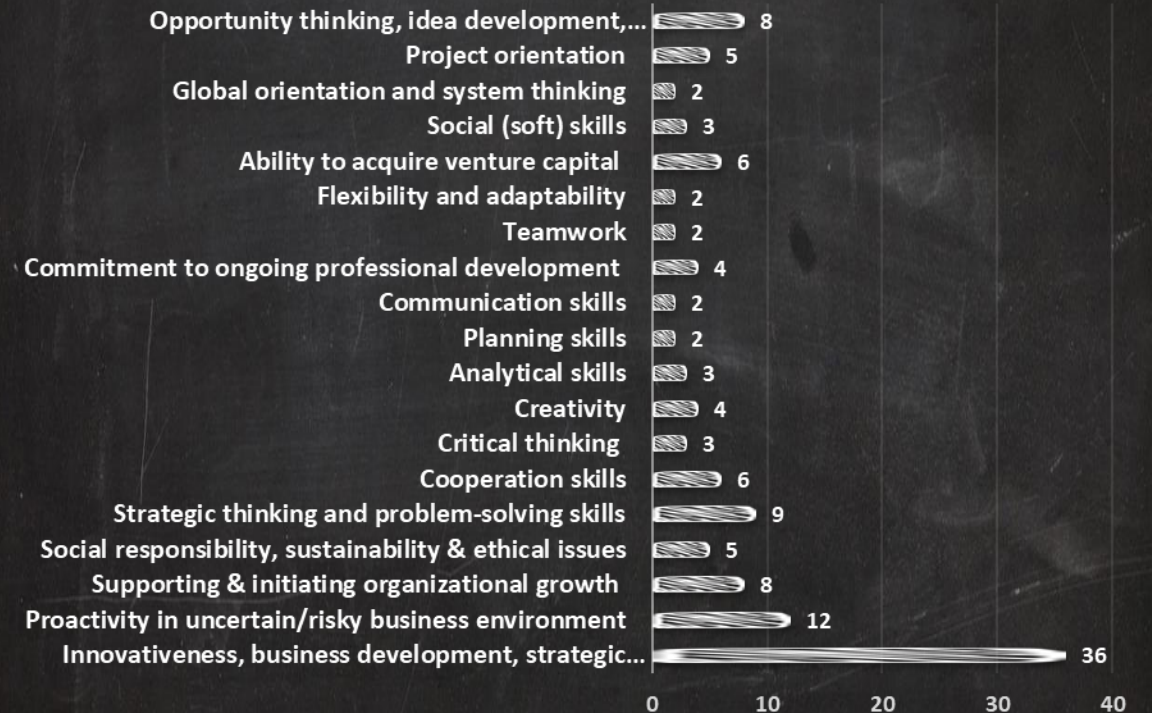 Opportunity thinking, idea development,... 8
Project orientation 5
Global orientation and system thinking 2
Social (soft) skills 3
Ability to acquire venture capital 6
Flexibility and adaptability 2
Teamwork 2
Commitment to ongoing professional development 4
Communication skills 2
Planning skills 2
Analytical skills 3
Creativity 4
Critical thinking 3
Cooperation skills 6
Strategic thinking and problem-solving skills 9
Social responsibility, sustainability & ethical issues 5
Supporting & initiating organizational growth 8
Proactivity in uncertain/risky business environment 12
Innovativeness, business development, strategic... 36
0 10 20 30 40